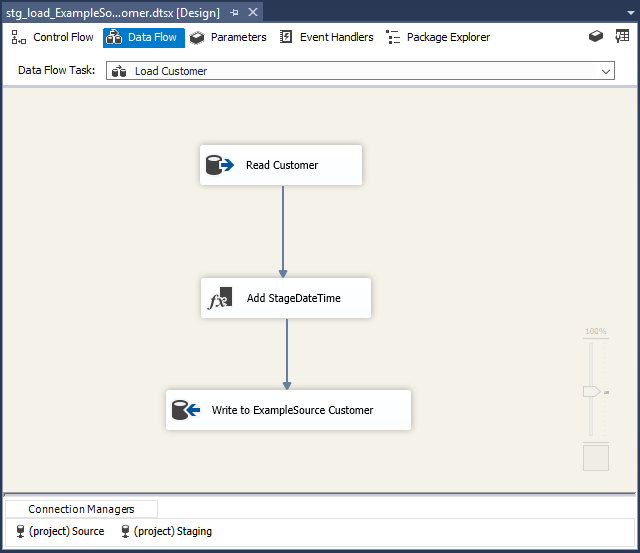 stg_load_ExampleSo...omer.dtsx [Design]
Control Flow Data Flow Parameters Event Handlers Package Explorer
Data Flow Task: Load Customer
Read Customer
fx Add StageDateTime
100%
Write to ExampleSource Customer
Connection Managers
(project) Source (project) Staging